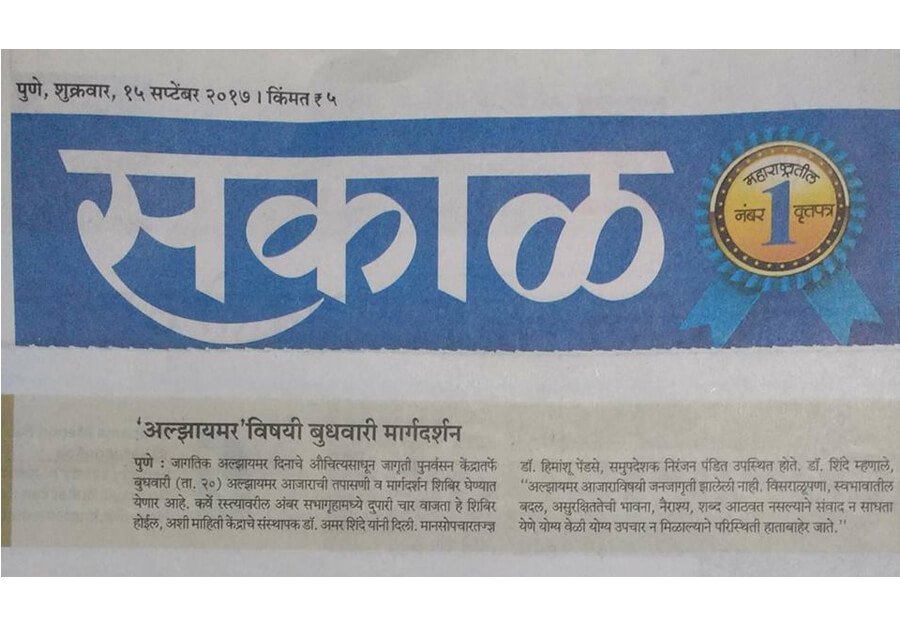 पुणे, शुक्रवार, १५ सप्टेंबर २०१७ । किंमत ₹ ५
सकाळ
महाराष्ट्रातील
नंबर 1 वृत्तपत्र
'अल्झायमर'विषयी बुधवारी मार्गदर्शन
पुणे : जागतिक अल्झायमर दिनाचे औचित्यसाधून जागृती पुनर्वसन केंद्रातर्फे
बुधवारी (ता. २०) अल्झायमर आजाराची तपासणी व मार्गदर्शन शिबिर घेण्यात
येणार आहे. कर्वे रस्त्यावरील अंबर सभागृहामध्ये दुपारी चार वाजता हे शिबिर
होईल, अशी माहिती केंद्राचे संस्थापक डॉ. अमर शिंदे यांनी दिली. मानसोपचारतज्ज्ञ
डॉ. हिमांशू पेंडसे, समुपदेशक निरंजन पंडित उपस्थित होते. डॉ. शिंदे म्हणाले,
"अल्झायमर आजाराविषयी जनजागृती झालेली नाही. विसराळूपणा, स्वभावातील
बदल, असुरक्षिततेची भावना, नैराश्य, शब्द आठवत नसल्याने संवाद न साधता
येणे योग्य वेळी योग्य उपचार न मिळाल्याने परिस्थिती हाताबाहेर जाते."